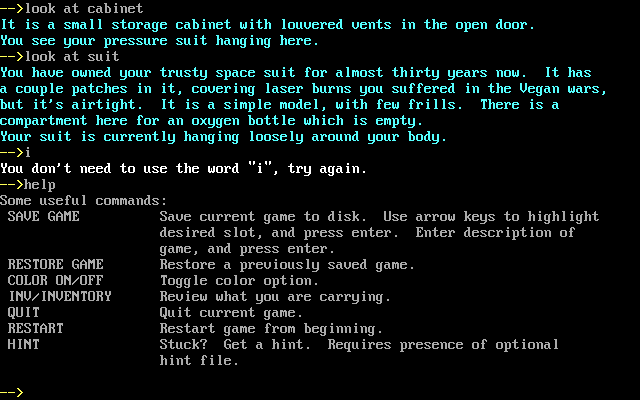 -->look at cabinet
It is a small storage cabinet with louvered vents in the open door.
You see your pressure suit hanging here.
-->look at suit
You have owned your trusty space suit for almost thirty years now.  It has
a couple patches in it, covering laser burns you suffered in the Vegan wars,
but it's airtight.  It is a simple model, with few frills.  There is a
compartment here for an oxygen bottle which is empty.
Your suit is currently hanging loosely around your body.
-->i
You don't need to use the word "i", try again.
-->help
Some useful commands:
SAVE GAME          Save current game to disk.  Use arrow keys to highlight
                   desired slot, and press enter.  Enter description of
                   game, and press enter.
RESTORE GAME       Restore a previously saved game.
COLOR ON/OFF       Toggle color option.
INV/INVENTORY      Review what you are carrying.
QUIT               Quit current game.
RESTART            Restart game from beginning.
HINT               Stuck?  Get a hint.  Requires presence of optional
                   hint file.
-->